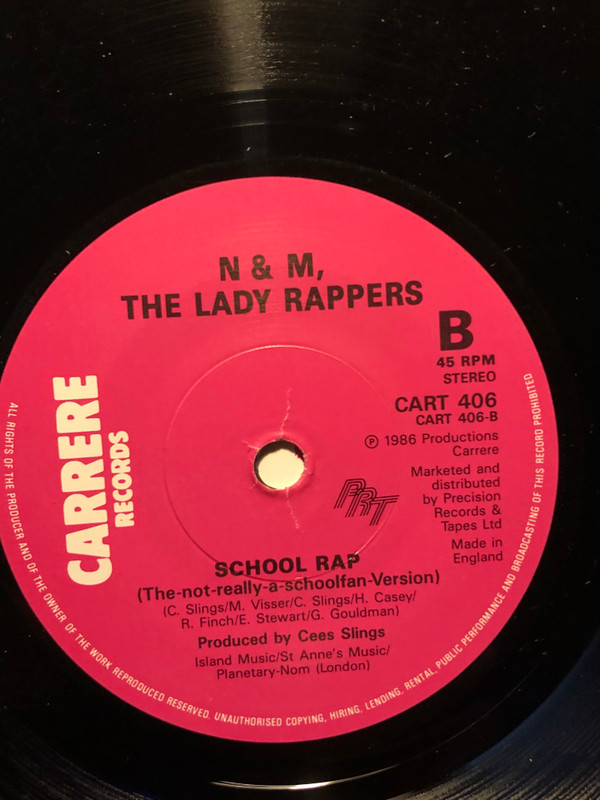 N & M,
THE LADY RAPPERS
B
45 RPM
STEREO
CART 406
CART 406-B
℗ 1986 Productions
Carrere
Marketed and
distributed
by Precision
Records &
Tapes Ltd
Made in
England
PRT
CARRERE
RECORDS
SCHOOL RAP
(The-not-really-a-schoolfan-Version)
(C. Slings/M. Visser/C. Slings/H. Casey/
R. Finch/E. Stewart/G. Gouldman)
Produced by Cees Slings
Island Music/St Anne's Music/
Planetary-Nom (London)
ALL RIGHTS OF THE PRODUCER AND OF THE OWNER OF THE WORK REPRODUCED RESERVED. UNAUTHORISED COPYING, HIRING, LENDING, RENTAL, PUBLIC PERFORMANCE AND BROADCASTING OF THIS RECORD PROHIBITED